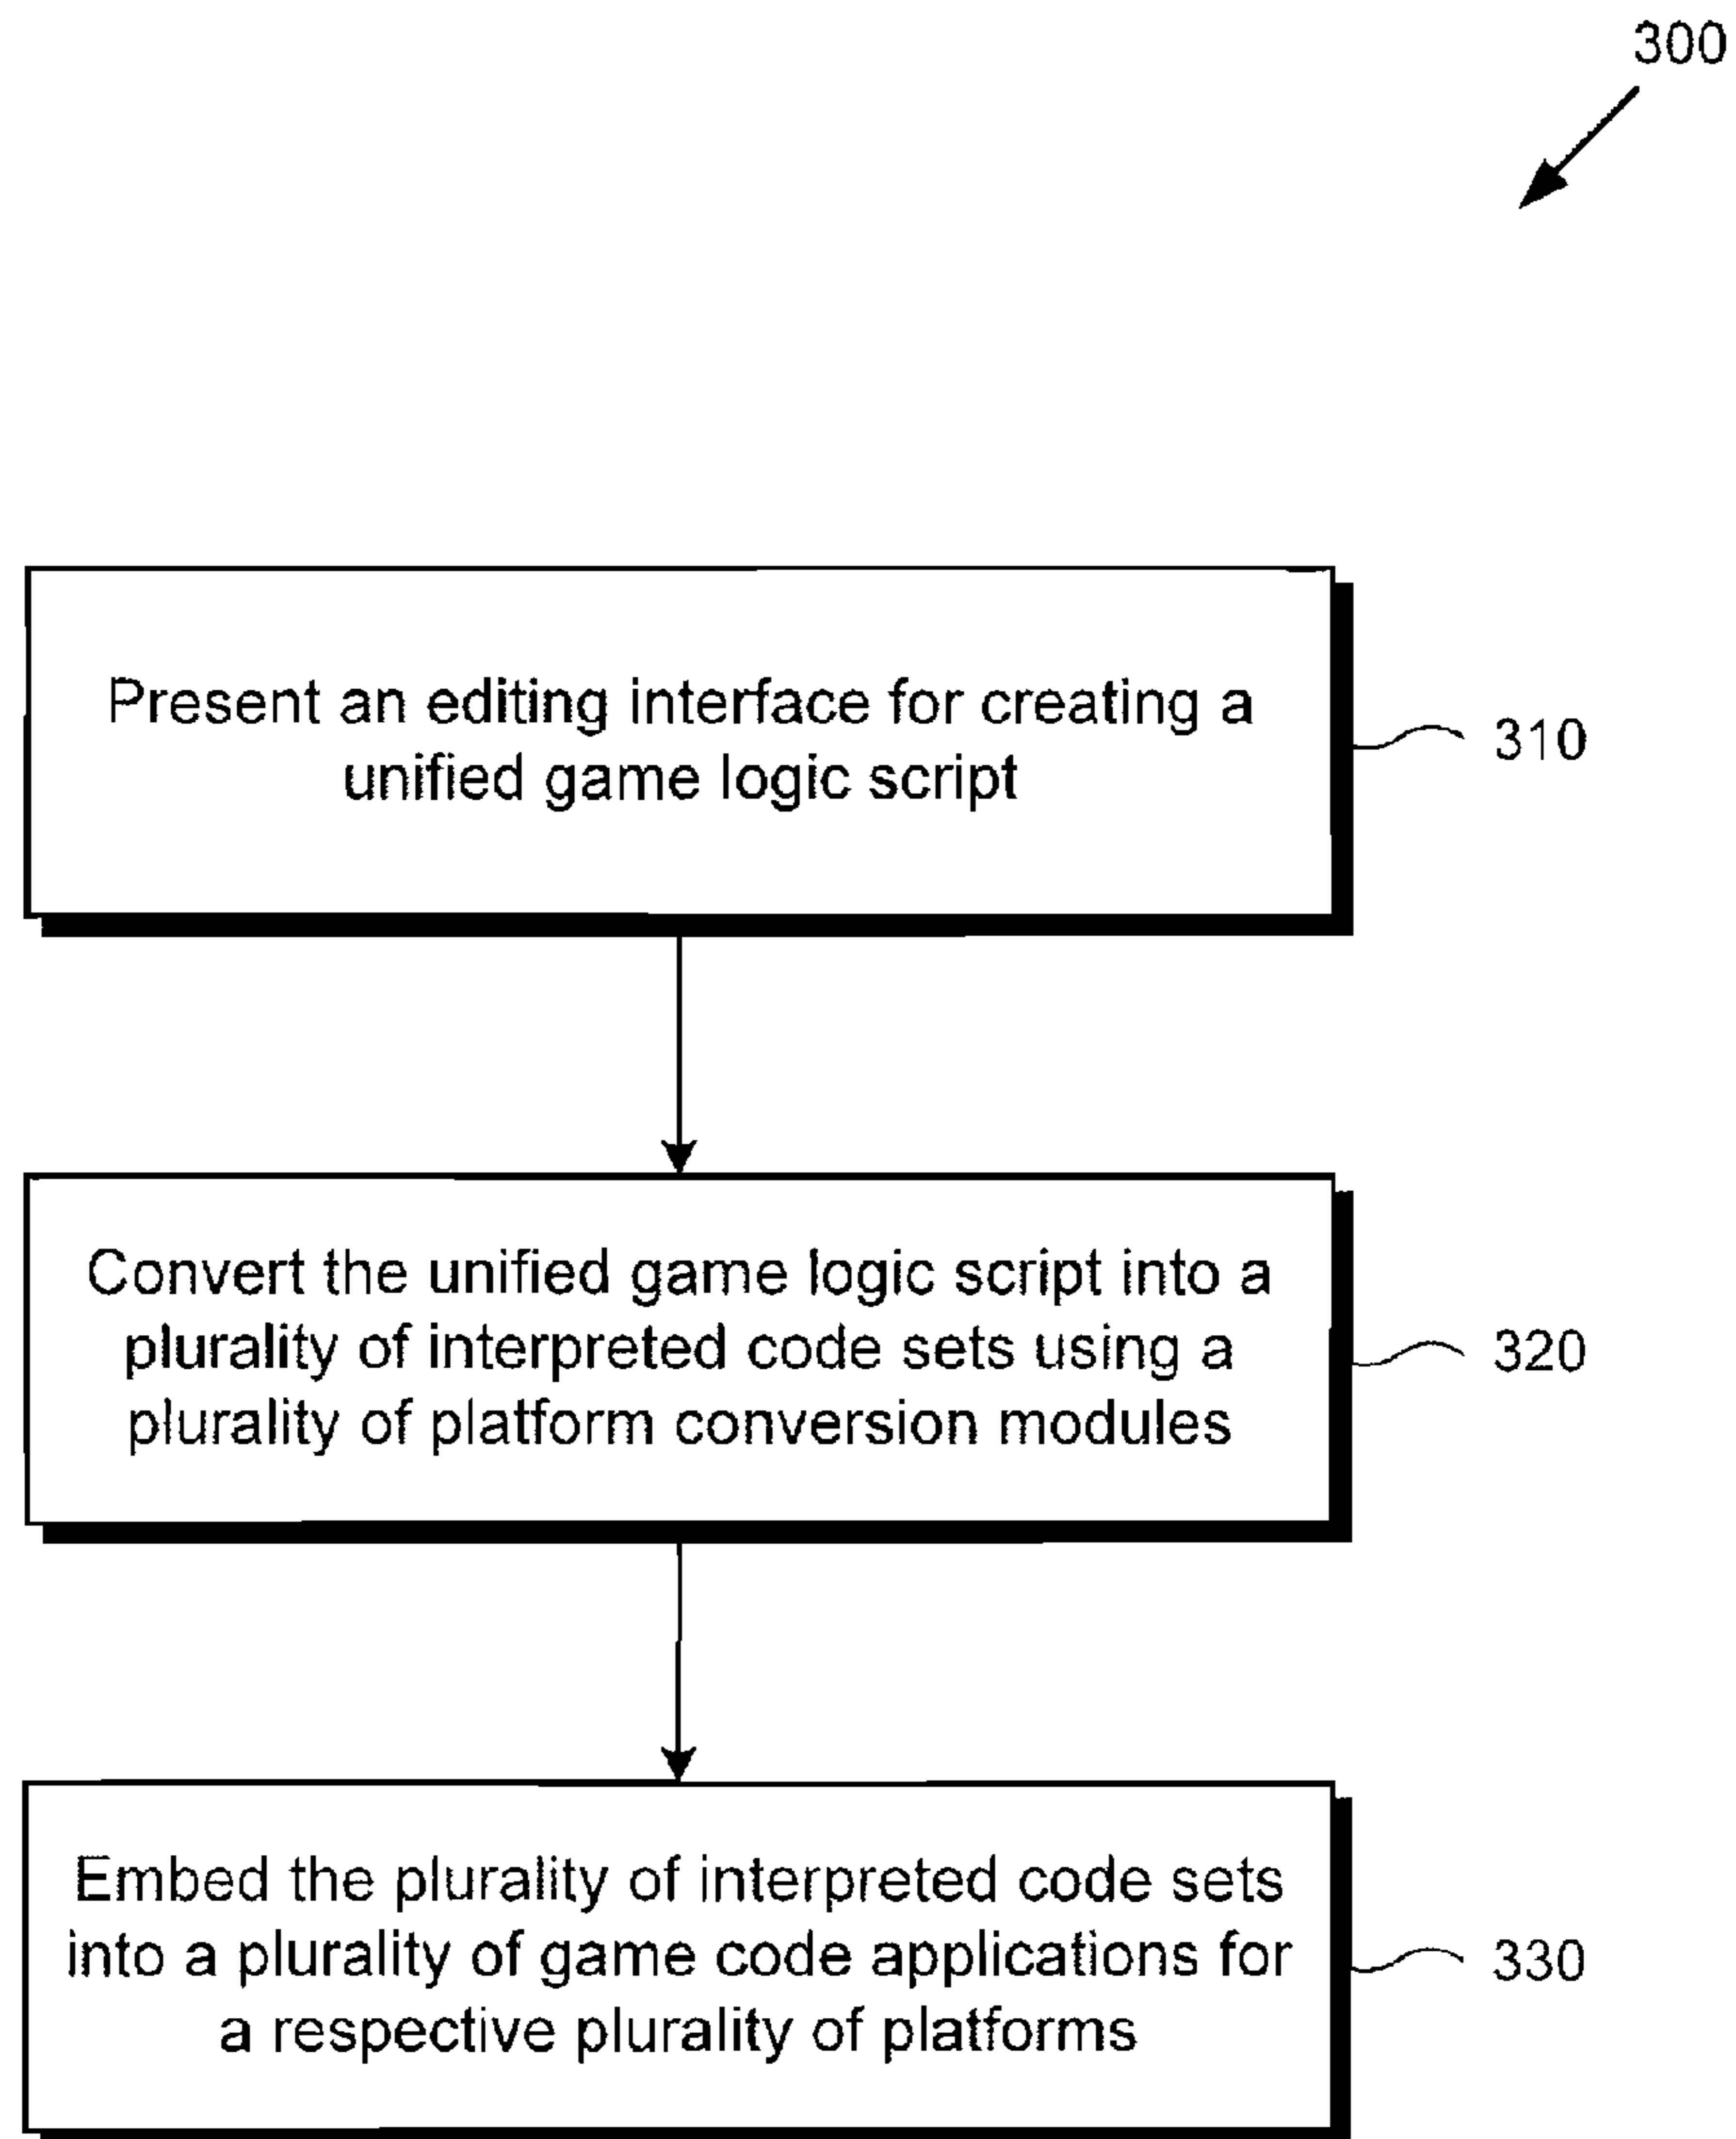 300
Present an editing interface for creating a
unified game logic script
310
Convert the unified game logic script into a
plurality of interpreted code sets using a
plurality of platform conversion modules
320
Embed the plurality of interpreted code sets
into a plurality of game code applications for
a respective plurality of platforms
330